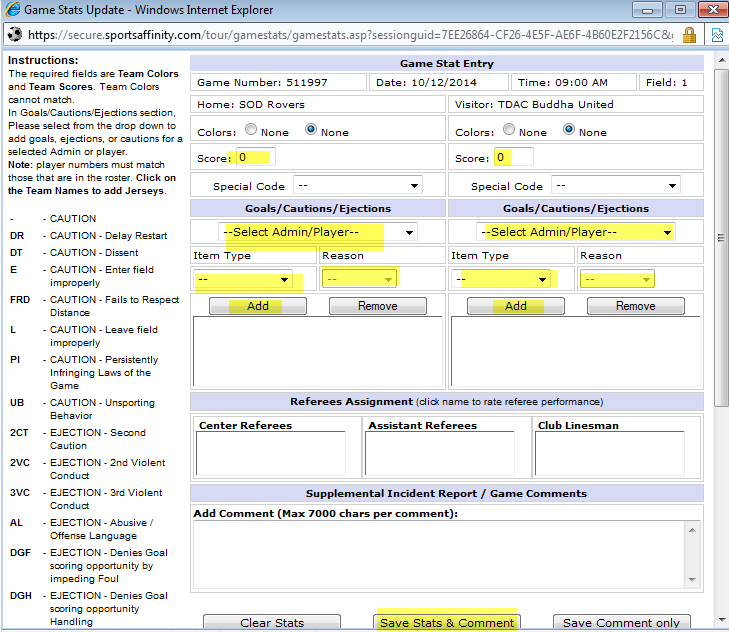 Game Stats Update - Windows Internet Explorer
https://secure.sportsaffinity.com/tour/gamestats/gamestats.asp?sessionguid=7EE26864-CF26-4E5F-AE6F-4B60E2F2156C8&
Instructions:
The required fields are Team Colors
and Team Scores. Team Colors
cannot match.
In Goals/Cautions/Ejections section,
Please select from the drop down to
add goals, ejections, or cautions for a
selected Admin or player.
Note: player numbers must match
those that are in the roster. Click on
the Team Names to add Jerseys.
- - CAUTION
DR - CAUTION - Delay Restart
DT - CAUTION - Dissent
E - CAUTION - Enter field
improperly
FRD - CAUTION - Fails to Respect
Distance
L - CAUTION - Leave field
improperly
PI - CAUTION - Persistently
Infringing Laws of the
Game
UB - CAUTION - Unsporting
Behavior
2CT - EJECTION - Second
Caution
2VC - EJECTION - 2nd Violent
Conduct
3VC - EJECTION - 3rd Violent
Conduct
AL - EJECTION - Abusive /
Offense Language
DGF - EJECTION - Denies Goal
scoring opportunity by
impeding Foul
DGH - EJECTION - Denies Goal
scoring opportunity
Handling
Game Stat Entry
Game Number: 511997 Date: 10/12/2014 Time: 09:00 AM Field: 1
Home: SOD Rovers Visitor: TDAC Buddha United
Colors: None None Colors: None None
Score: 0 Score: 0
Special Code -- Special Code --
Goals/Cautions/Ejections Goals/Cautions/Ejections
--Select Admin/Player-- --Select Admin/Player--
Item Type Reason Item Type Reason
-- -- -- --
Add Remove Add Remove
Referees Assignment (click name to rate referee performance)
Center Referees Assistant Referees Club Linesman
Supplemental Incident Report / Game Comments
Add Comment (Max 7000 chars per comment):
Clear Stats Save Stats & Comment Save Comment only